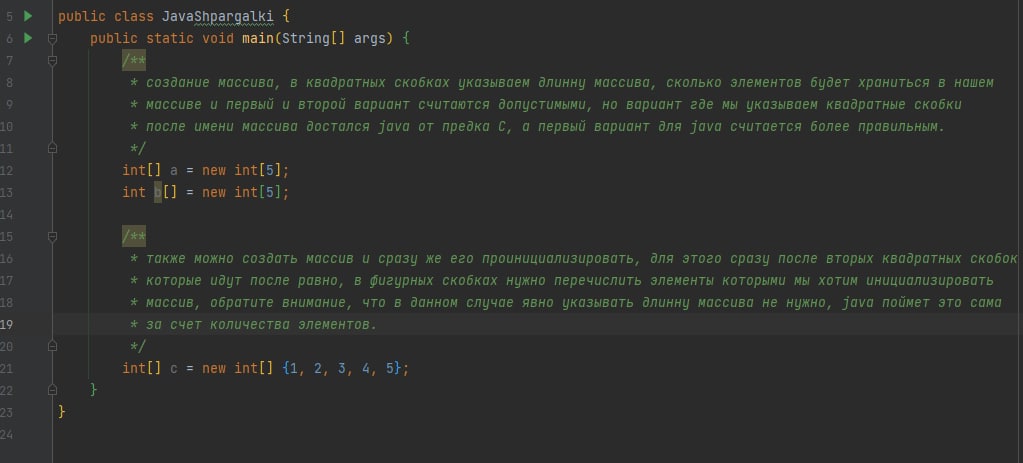 5 public class JavaShpargalki {
6 public static void main(String[] args) {
7 /**
8 * создание массива, в квадратных скобках указываем длинну массива, сколько элементов будет храниться в нашем
9 * массиве и первый и второй вариант считаются допустимыми, но вариант где мы указываем квадратные скобки
10 * после имени массива достался java от предка C, а первый вариант для java считается более правильным.
11 */
12 int[] a = new int[5];
13 int b[] = new int[5];
14
15 /**
16 * также можно создать массив и сразу же его проинициализировать, для этого сразу после вторых квадратных скобок
17 * которые идут после равно, в фигурных скобках нужно перечислить элементы которыми мы хотим инициализировать
18 * массив, обратите внимание, что в данном случае явно указывать длинну массива не нужно, java поймет это сама
19 * за счет количества элементов.
20 */
21 int[] c = new int[] {1, 2, 3, 4, 5};
22 }
23 }
24